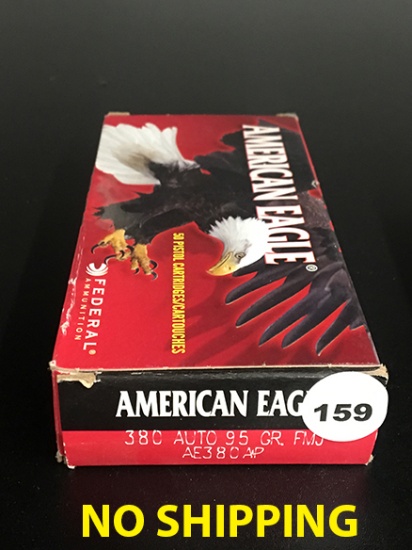 AMERICAN EAGLE®
50 PISTOL CARTRIDGES/CARTOUCHES
FEDERAL®
AMMUNITION
AMERICAN EAG
159
380 AUTO 95 GR. FMJ
AE380AP
NO SHIPPING